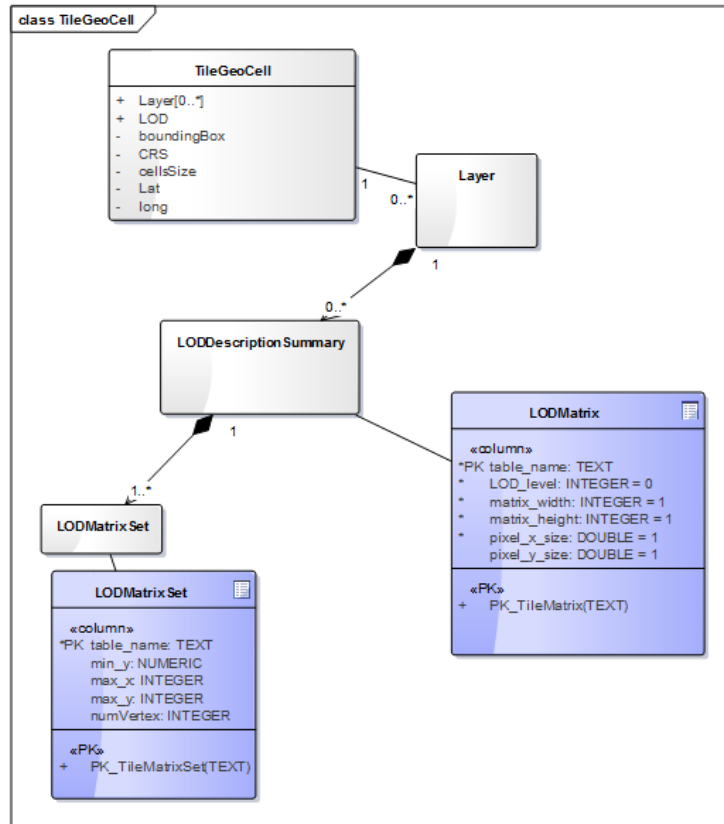 class TileGeoCell
TileGeoCell
+ Layer[0..*]
+ LOD
- boundingBox
- CRS
- cellsSize
- Lat
- long
1
0..*
Layer
1
0..*
LODDescriptionSummary
1
1..*
LODMatrixSet
LODMatrix
«column»
*PK table_name: TEXT
* LOD_level: INTEGER = 0
* matrix_width: INTEGER = 1
* matrix_height: INTEGER = 1
* pixel_x_size: DOUBLE = 1
pixel_y_size: DOUBLE = 1
«PK»
+ PK_TileMatrix(TEXT)
LODMatrixSet
«column»
*PK table_name: TEXT
min_y: NUMERIC
max_x: INTEGER
max_y: INTEGER
numVertex: INTEGER
«PK»
+ PK_TileMatrixSet(TEXT)